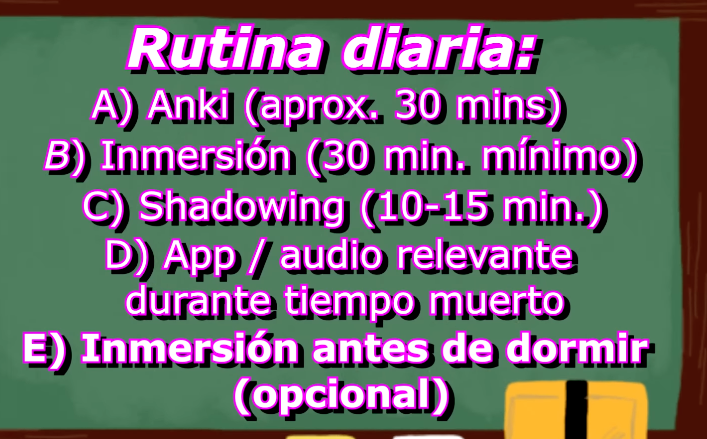 Rutina diaria:
A) Anki (aprox. 30 mins)
B) Inmersión (30 min. mínimo)
C) Shadowing (10-15 min.)
D) App / audio relevante
durante tiempo muerto
E) Inmersión antes de dormir
(opcional)